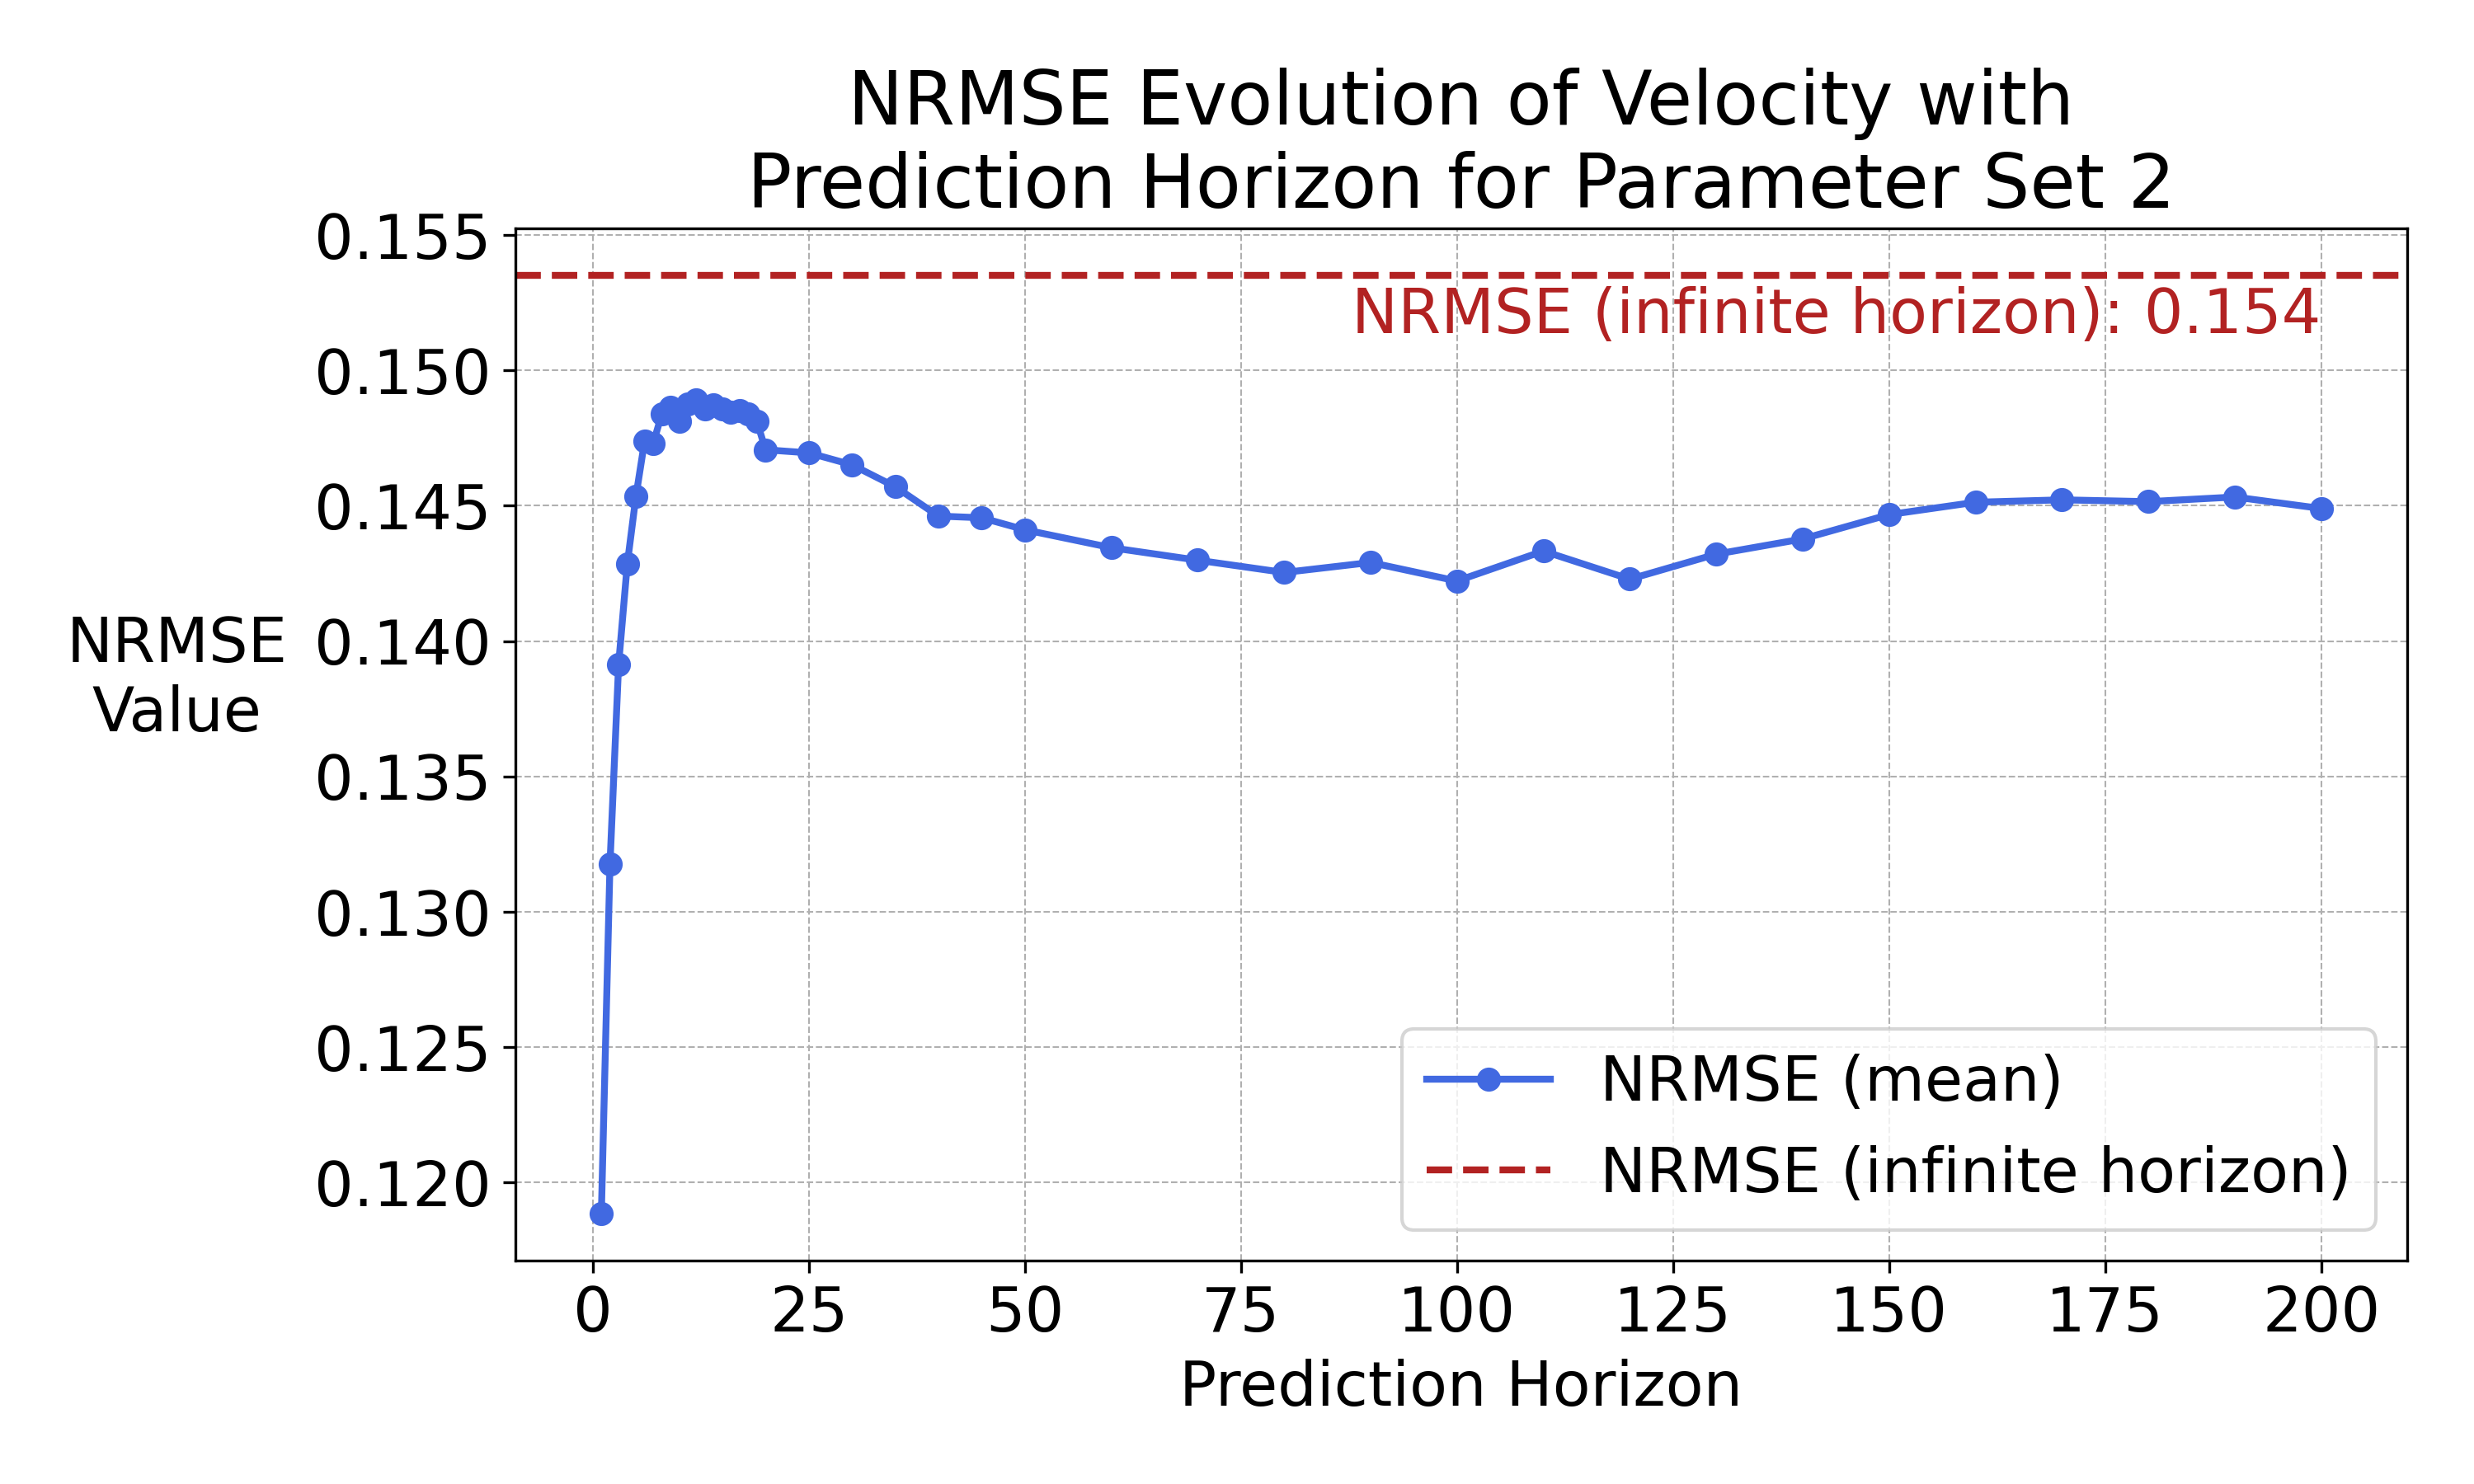 NRMSE Evolution of Velocity with
Prediction Horizon for Parameter Set 2
0.155
NRMSE (infinite horizon): 0.154
0.150
0.145
0.140
NRMSE
Value
0.135
0.130
0.125
0.120
NRMSE (mean)
NRMSE (infinite horizon)
0 25 50 75 100 125 150 175 200
Prediction Horizon